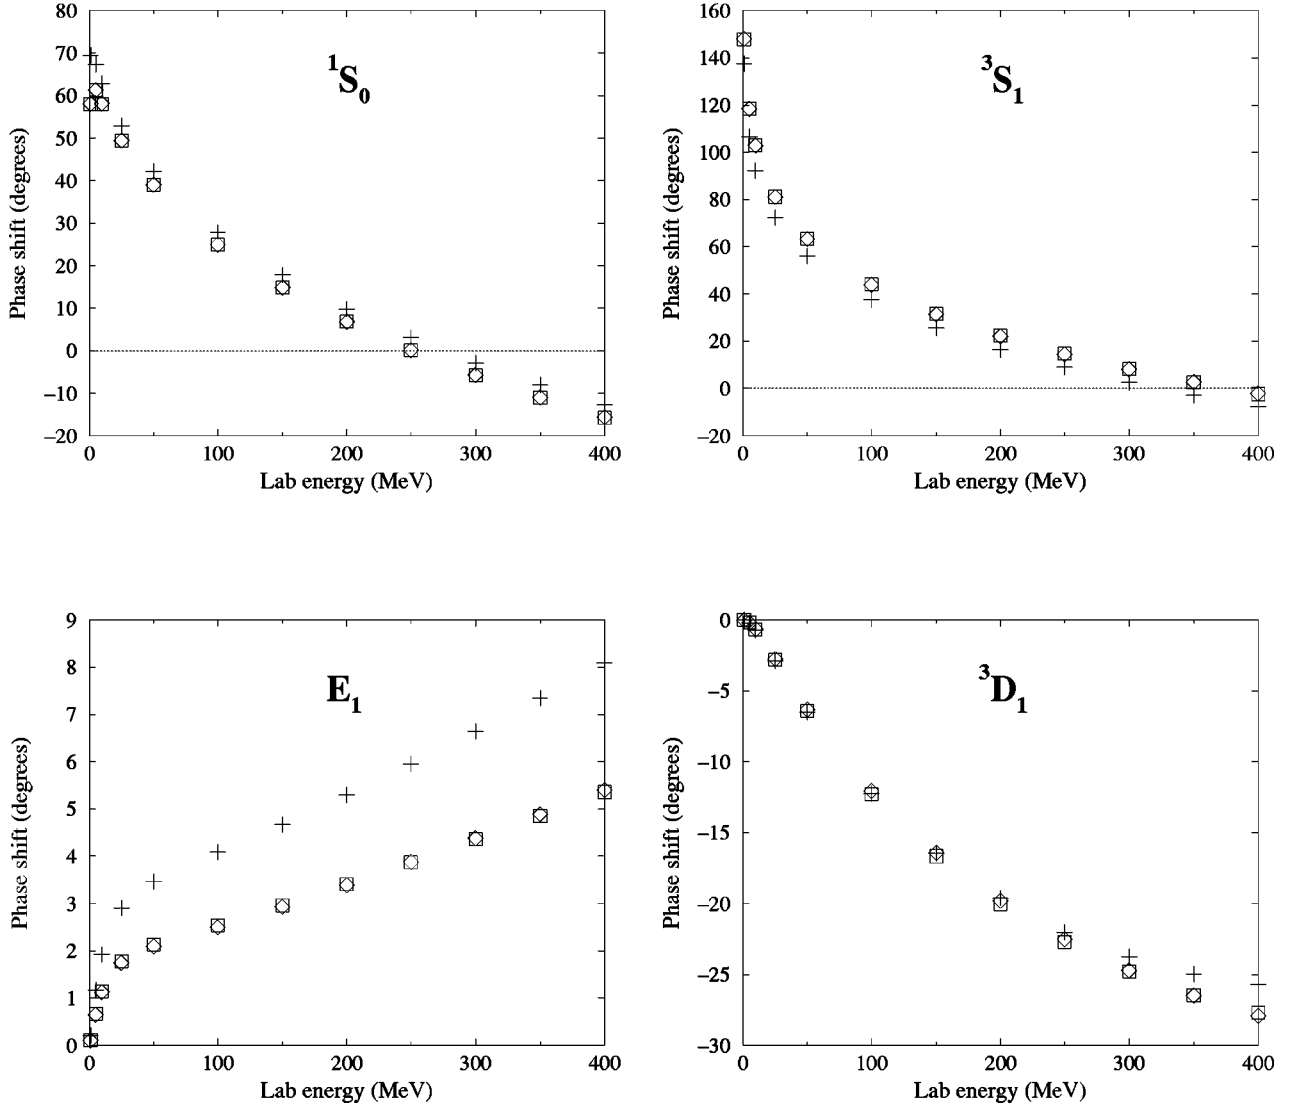 80
70
60
50
40
30
20
10
0
−10
−20
Phase shift (degrees)
¹S₀
0 100 200 300 400
Lab energy (MeV)
160
140
120
100
80
60
40
20
0
−20
Phase shift (degrees)
³S₁
0 100 200 300 400
Lab energy (MeV)
9
8
7
6
5
4
3
2
1
0
Phase shift (degrees)
E₁
0 100 200 300 400
Lab energy (MeV)
0
−5
−10
−15
−20
−25
−30
Phase shift (degrees)
³D₁
0 100 200 300 400
Lab energy (MeV)